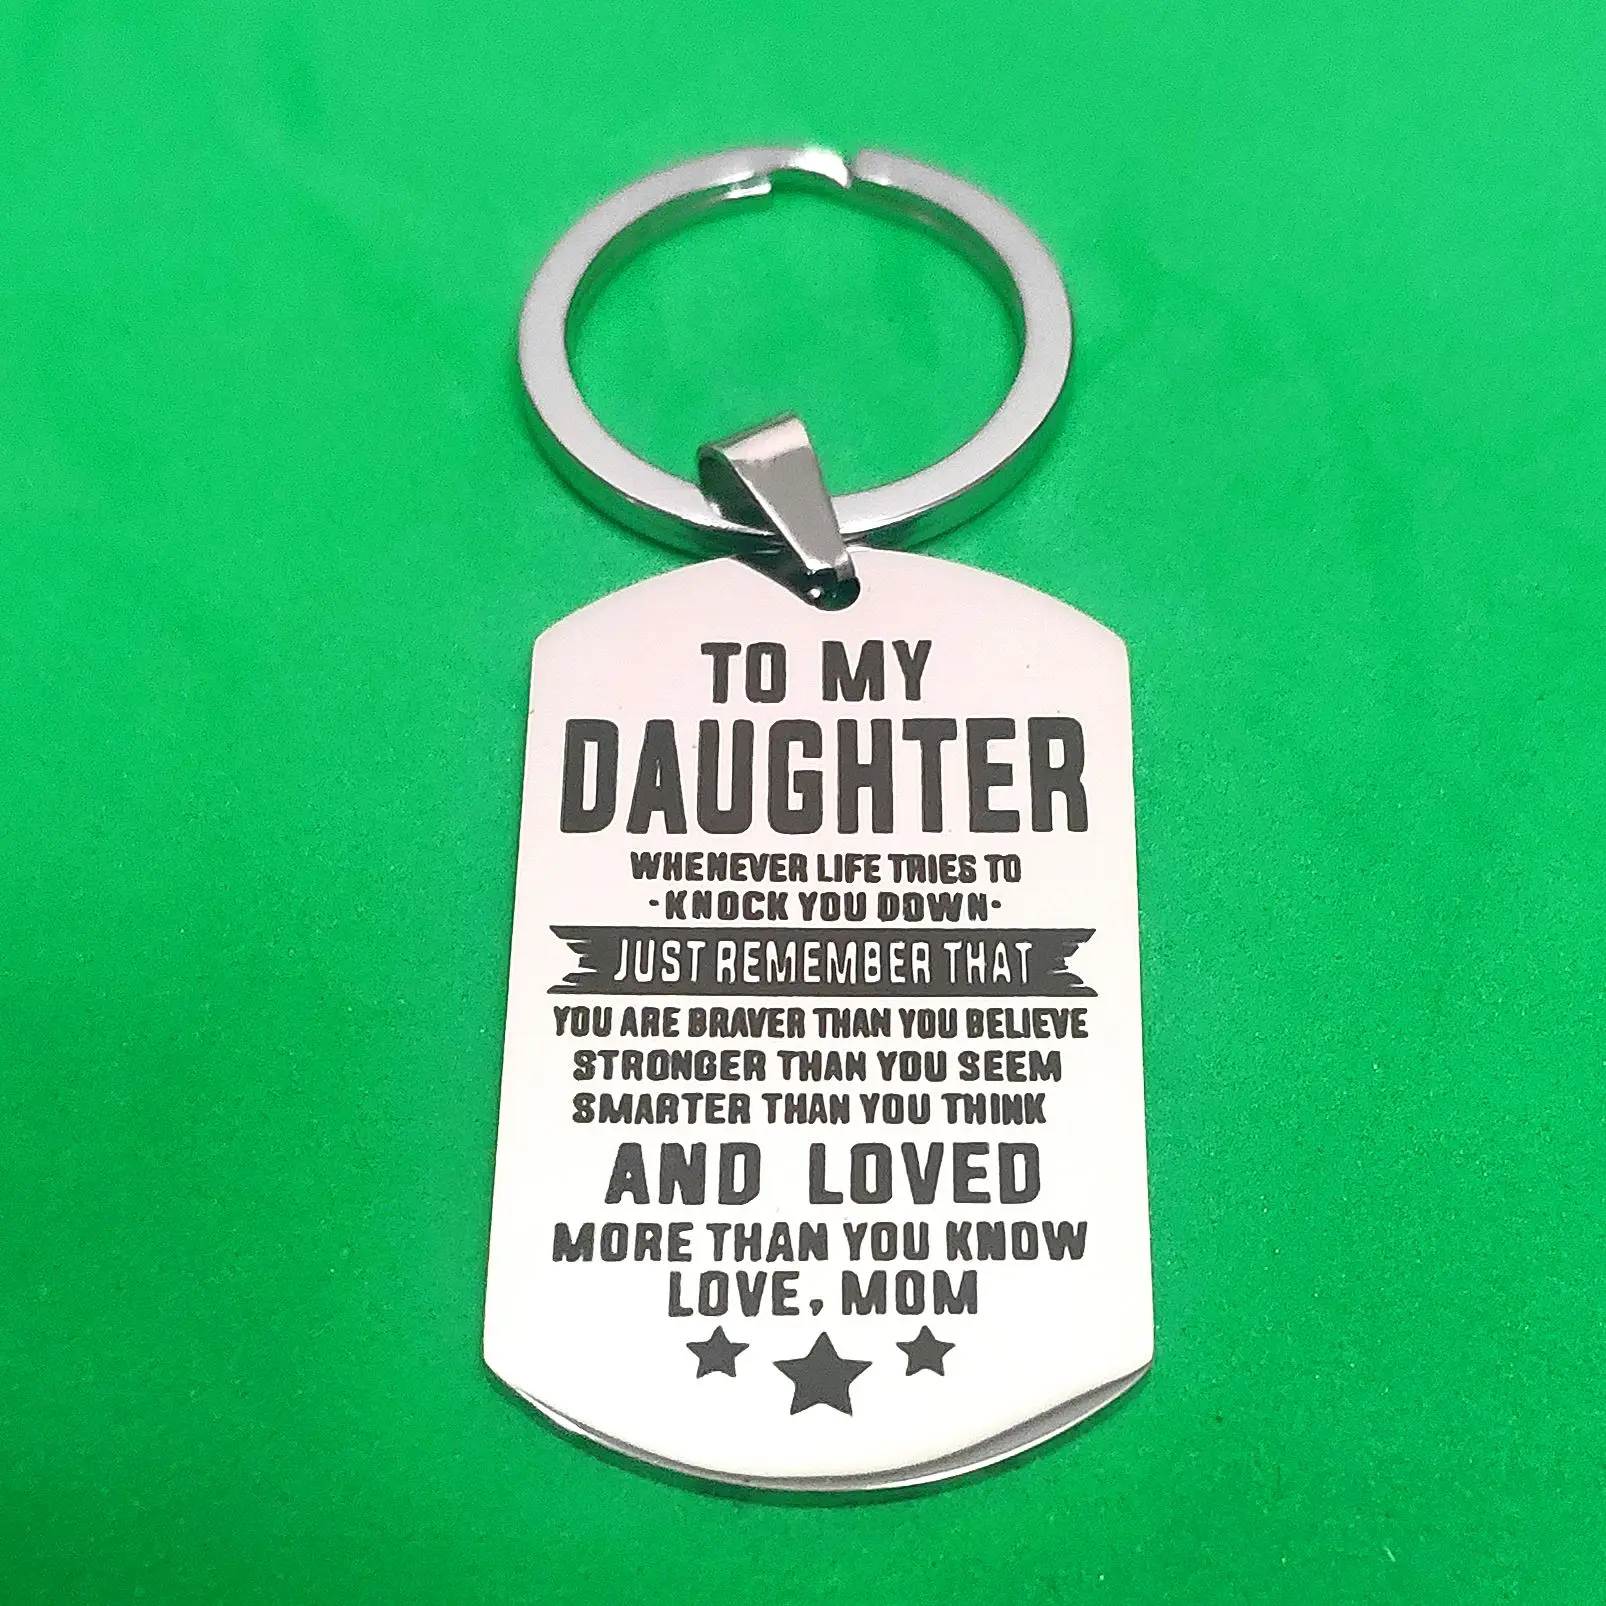 TO MY
DAUGHTER
WHENEVER LIFE TRIES TO
-KNOCK YOU DOWN-
JUST REMEMBER THAT
YOU ARE BRAVER THAN YOU BELIEVE
STRONGER THAN YOU SEEM
SMARTER THAN YOU THINK
AND LOVED
MORE THAN YOU KNOW
LOVE, MOM